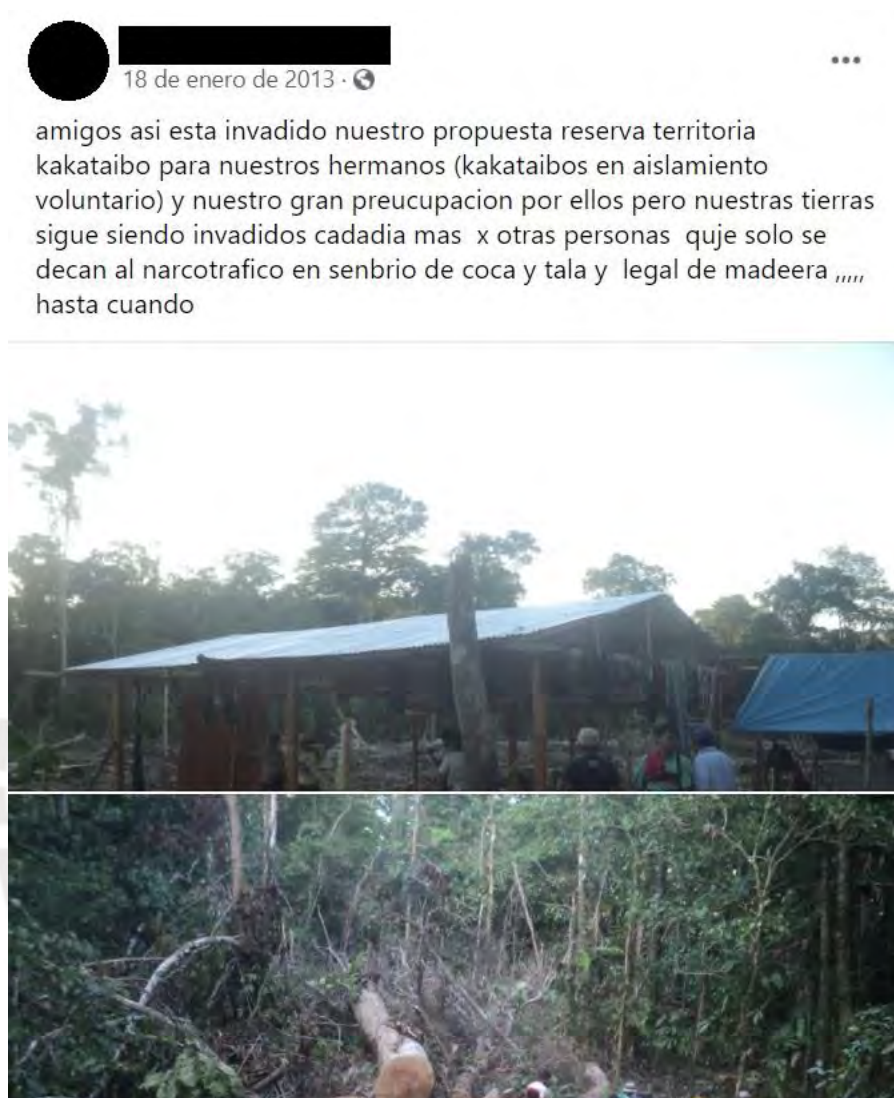 18 de enero de 2013 ·
amigos asi esta invadido nuestro propuesta reserva territoria
kakataibo para nuestros hermanos (kakataibos en aislamiento
voluntario) y nuestro gran preucupacion por ellos pero nuestras tierras
sigue siendo invadidos cadadia mas x otras personas quje solo se
decan al narcotrafico en senbrio de coca y tala y legal de madeera ,,,,,
hasta cuando